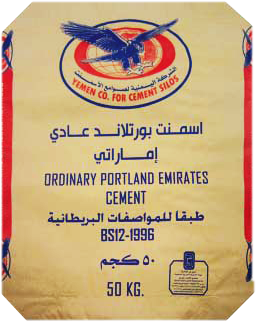 الشركة اليمنية لصوامع الأسمنت
YEMEN CO. FOR CEMENT SILOS
اسمنت بورتلاند عادي
إماراتي
ORDINARY PORTLAND EMIRATES
CEMENT
طبقا للمواصفات البريطانية
BS12-1996
٥٠ كجم
50 KG.